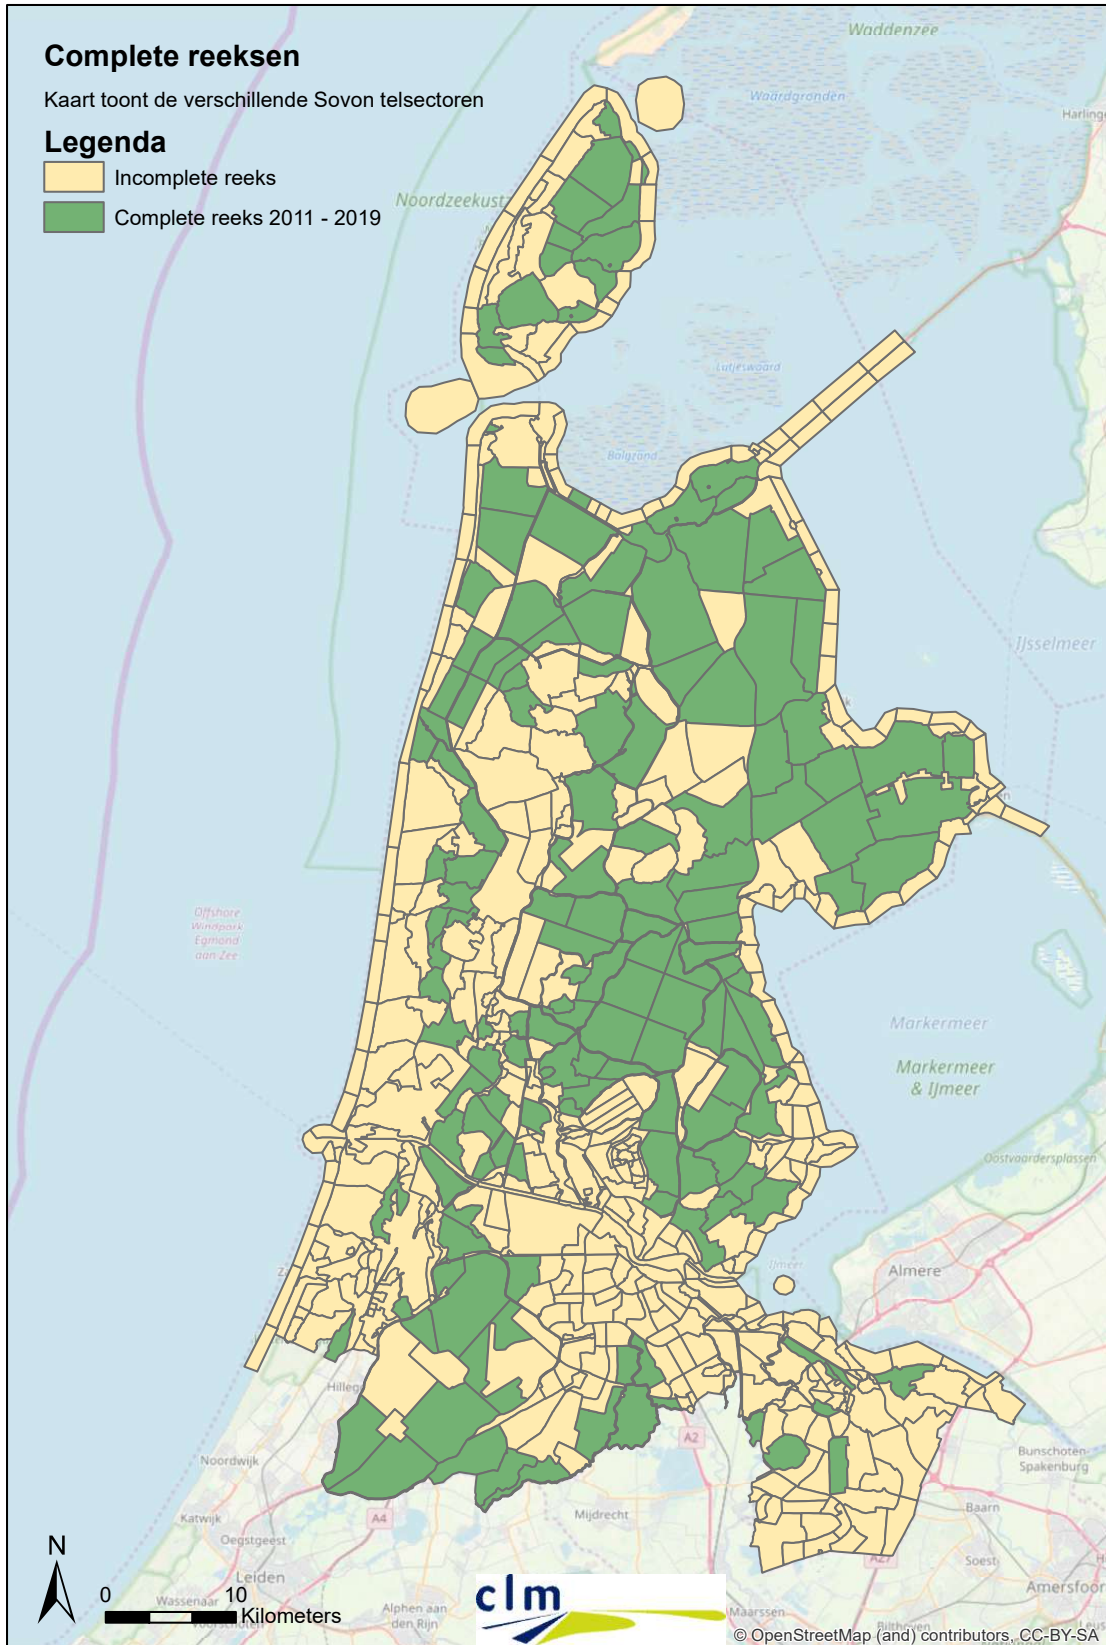 Complete reeksen
Kaart toont de verschillende Sovon telsectoren
Legenda
Incomplete reeks
Complete reeks 2011 - 2019
Waddenzee
Waardgronden
Noordzeekust
Lutjeswaard
Balgzand
IJsselmeer
Offshore
Windpark
Egmond
aan Zee
Markermeer
Markermeer
& IJmeer
Oostvaardersplassen
IJmeer
Almere
Noordwijk
A2
Bunschoten-
Spakenburg
Katwijk
A4
Mijdrecht
Baarn
Oegstgeest
A27
Soest
Leiden
Amersfoor
Wassenaar
Voorschoten
Alphen aan
den Rijn
Maarssen
Bilthoven
N
0 10
Kilometers
clm
© OpenStreetMap (and) contributors, CC-BY-SA